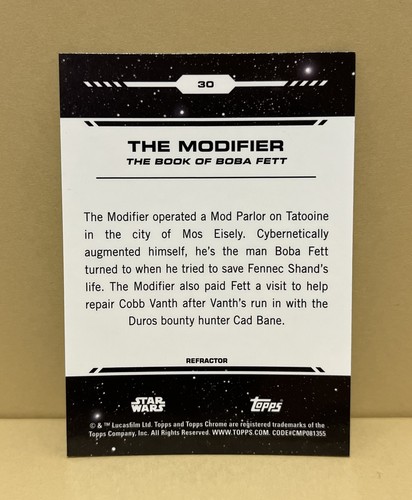 30
THE MODIFIER
THE BOOK OF BOBA FETT
The Modifier operated a Mod Parlor on Tatooine
in the city of Mos Eisely. Cybernetically
augmented himself, he's the man Boba Fett
turned to when he tried to save Fennec Shand's
life. The Modifier also paid Fett a visit to help
repair Cobb Vanth after Vanth's run in with the
Duros bounty hunter Cad Bane.
REFRACTOR
STAR WARS
Topps
© & ™ Lucasfilm Ltd. Topps and Topps Chrome are registered trademarks of the
Topps Company, Inc. All Rights Reserved. WWW.TOPPS.COM. CODE#CMP081355